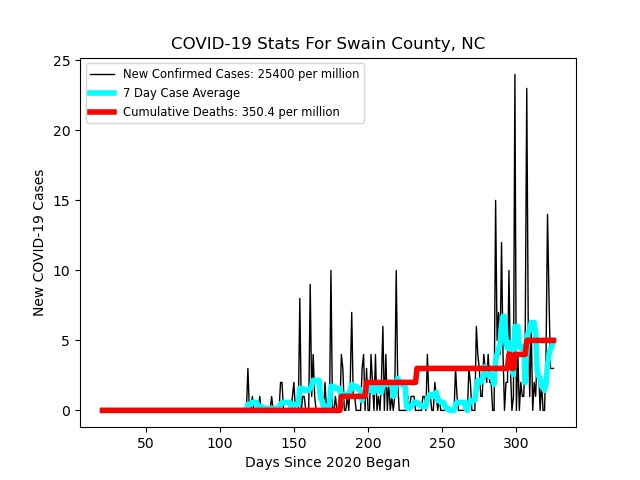 COVID-19 Stats For Swain County, NC
New Confirmed Cases: 25400 per million
7 Day Case Average
Cumulative Deaths: 350.4 per million
New COVID-19 Cases
25
20
15
10
5
0
50 100 150 200 250 300
Days Since 2020 Began